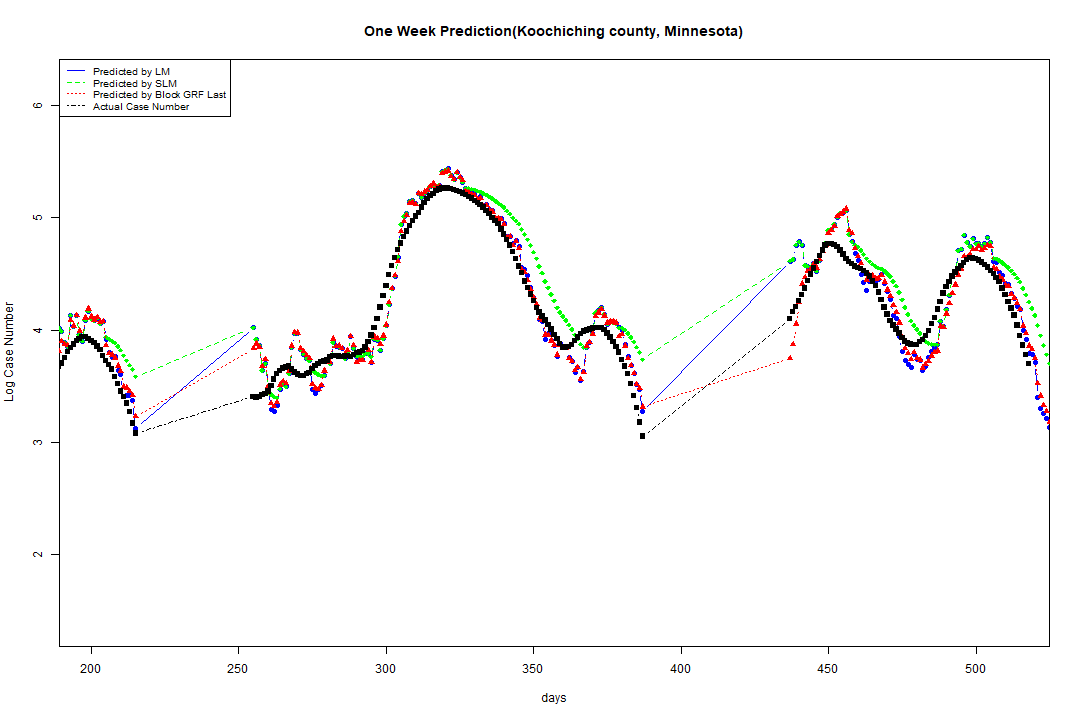 One Week Prediction(Koochiching county, Minnesota)
Predicted by LM
Predicted by SLM
Predicted by Block GRF Last
Actual Case Number
6
5
4
3
2
Log Case Number
200 250 300 350 400 450 500
days